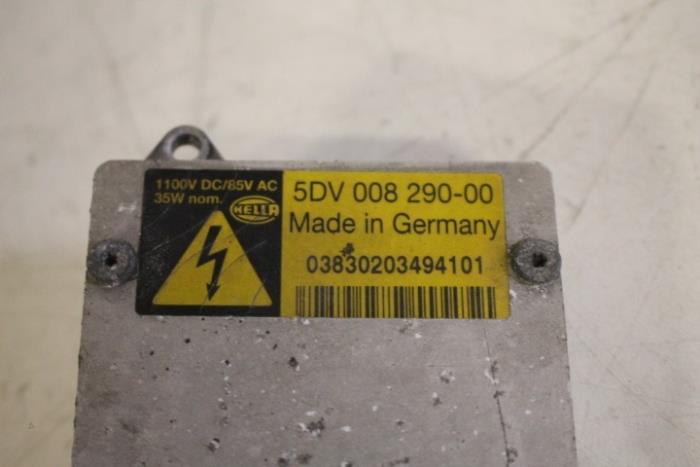 1100V DC/85V AC
35W nom.
HELLA
5DV 008 290-00
Made in Germany
03830203494101